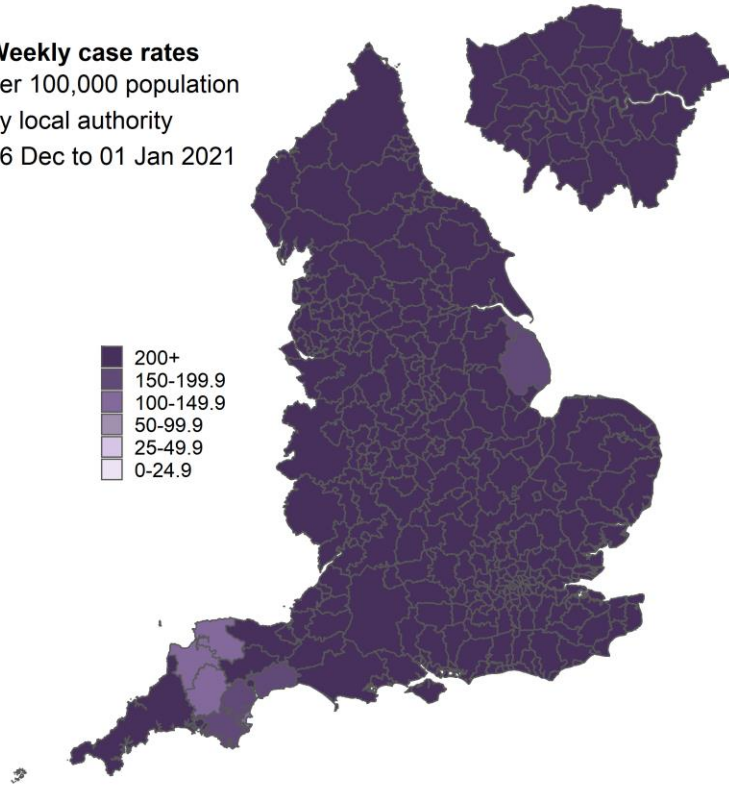 Weekly case rates
er 100,000 population
y local authority
6 Dec to 01 Jan 2021
200+
150-199.9
100-149.9
50-99.9
25-49.9
0-24.9